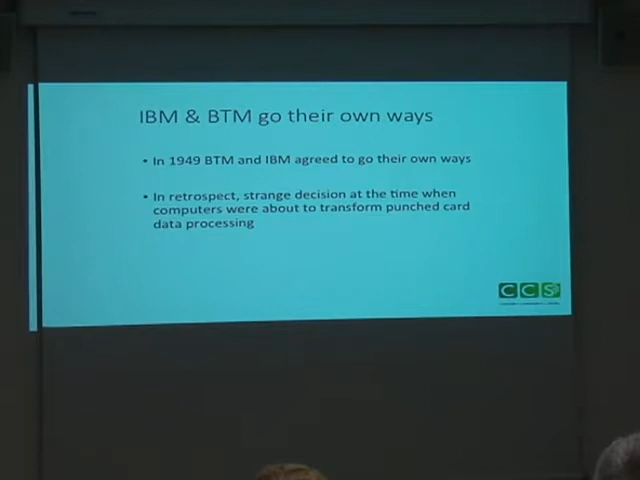 IBM & BTM go their own ways
• In 1949 BTM and IBM agreed to go their own ways
• In retrospect, strange decision at the time when
computers were about to transform punched card
data processing
CCS